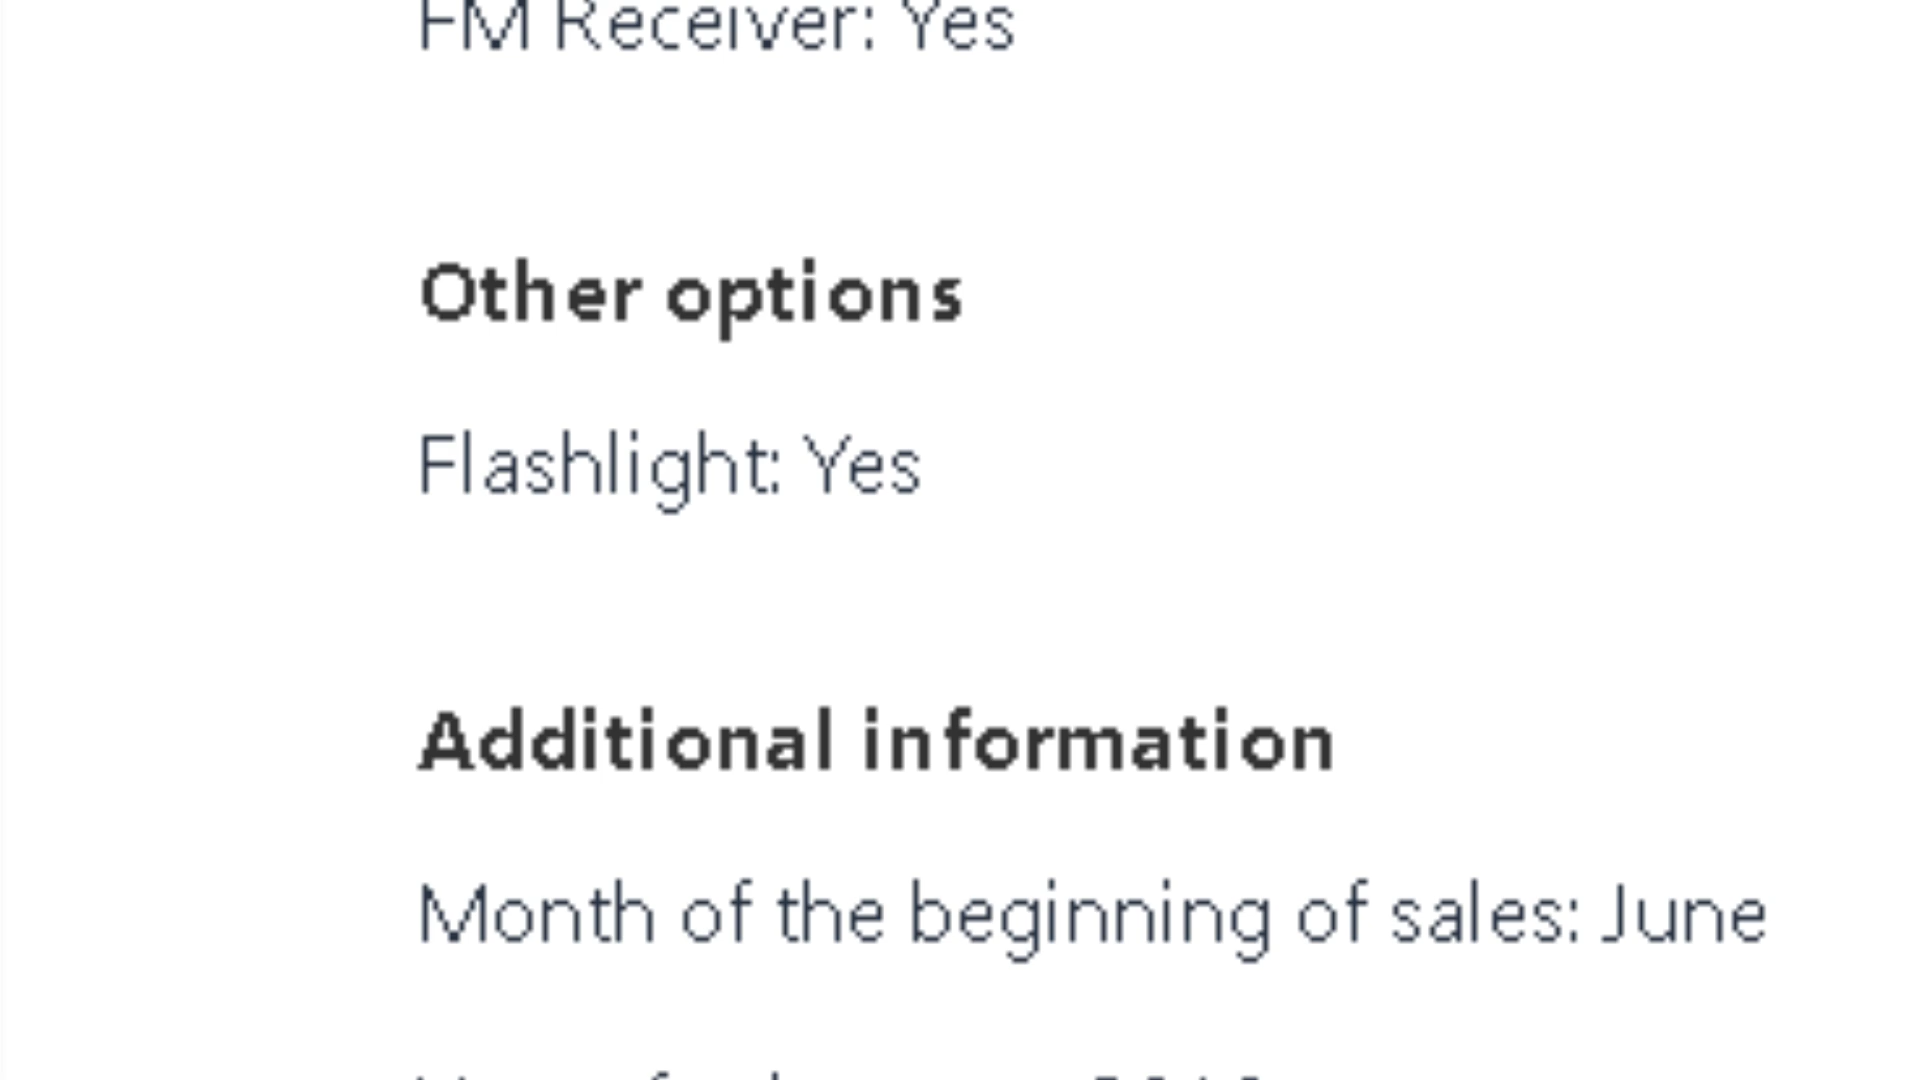 FM Receiver: Yes
Other options
Flashlight: Yes
Additional information
Month of the beginning of sales: June